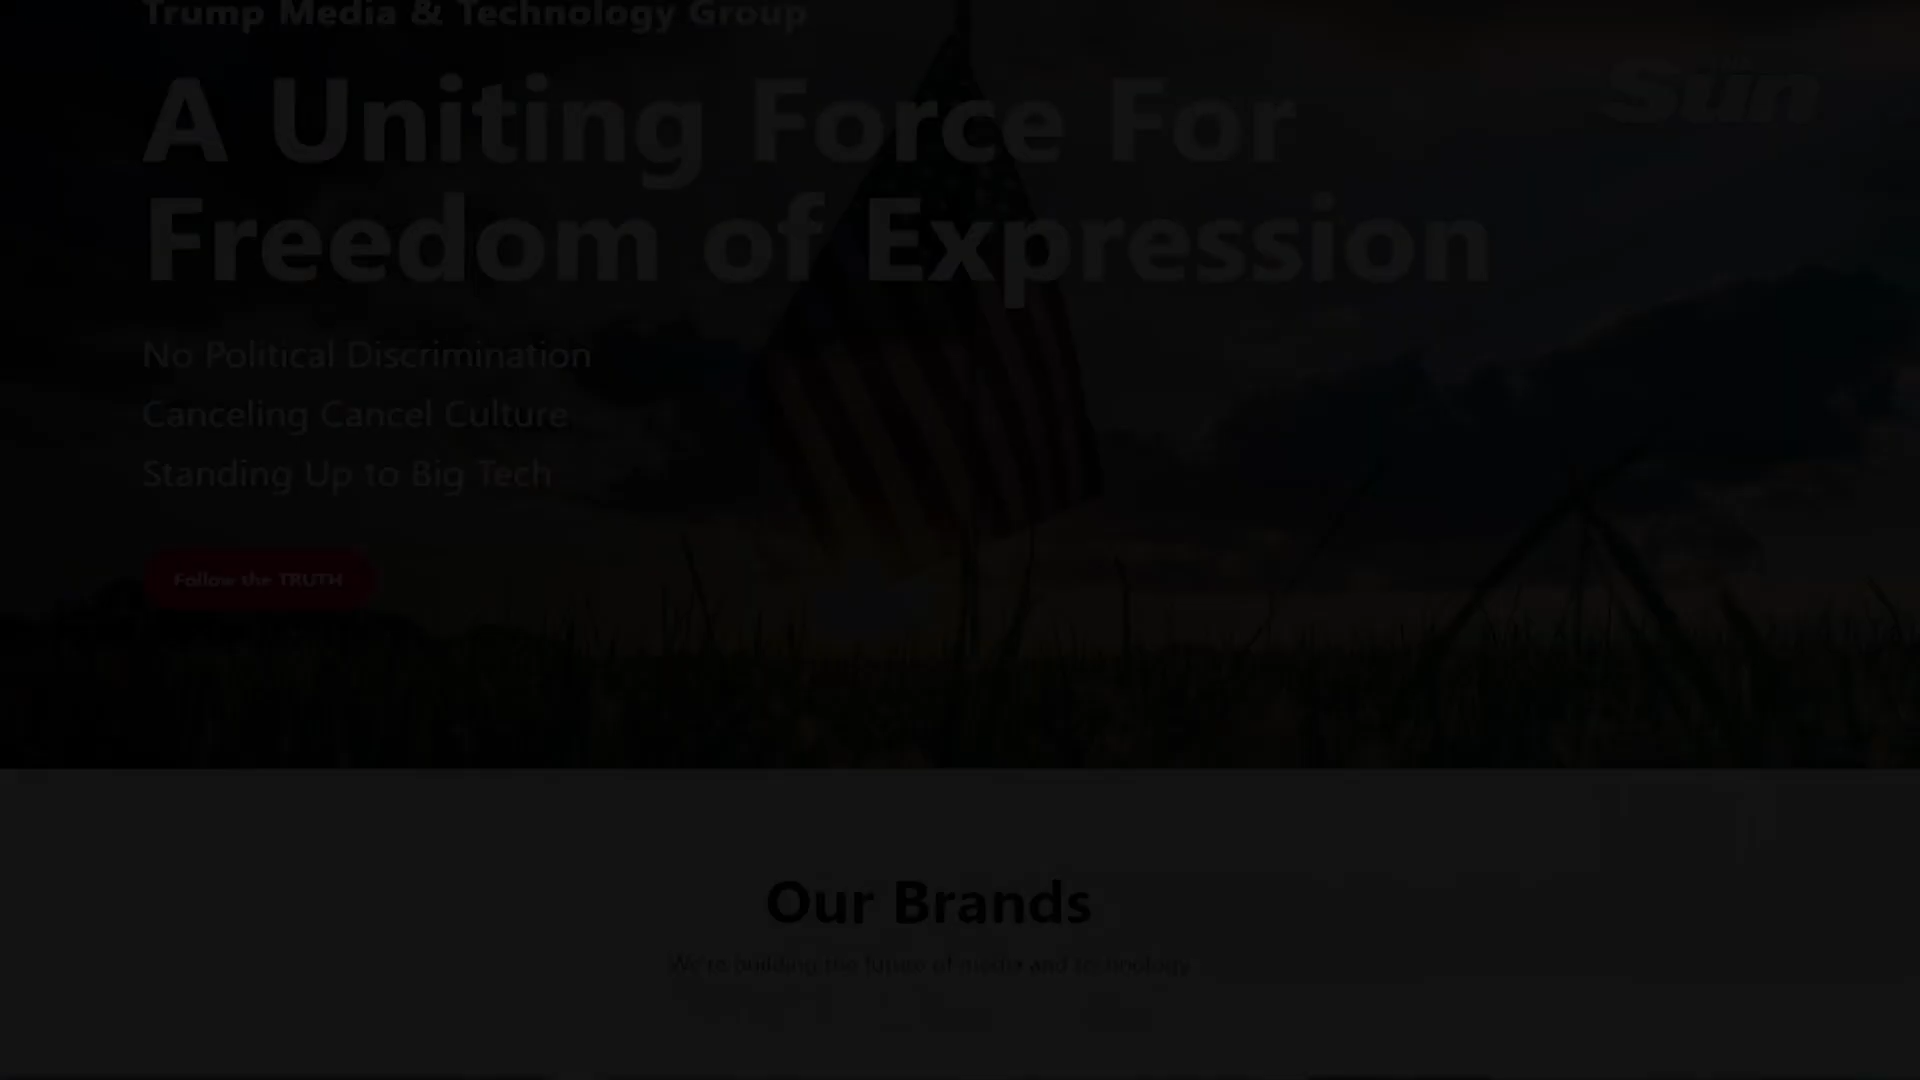 Trump Media & Technology Group
Sun
A Uniting Force For
Freedom of Expression
No Political Discrimination
Canceling Cancel Culture
Standing Up to Big Tech
Follow the TRUTH
Our Brands
We're building the future of media and technology